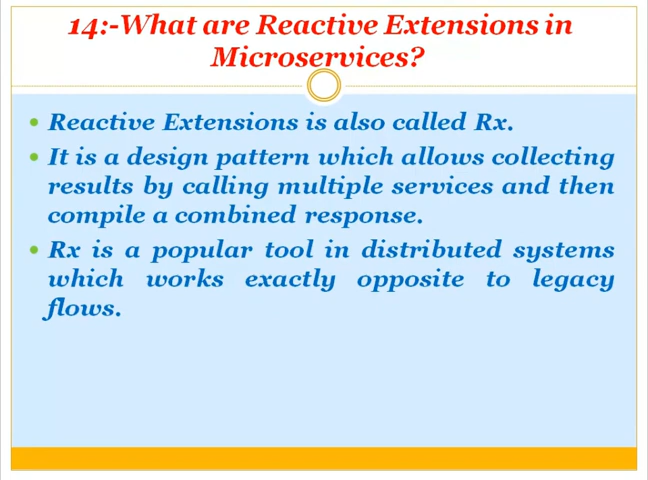 14:-What are Reactive Extensions in
Microservices?
Reactive Extensions is also called Rx.
It is a design pattern which allows collecting
results by calling multiple services and then
compile a combined response.
Rx is a popular tool in distributed systems
which works exactly opposite to legacy
flows.